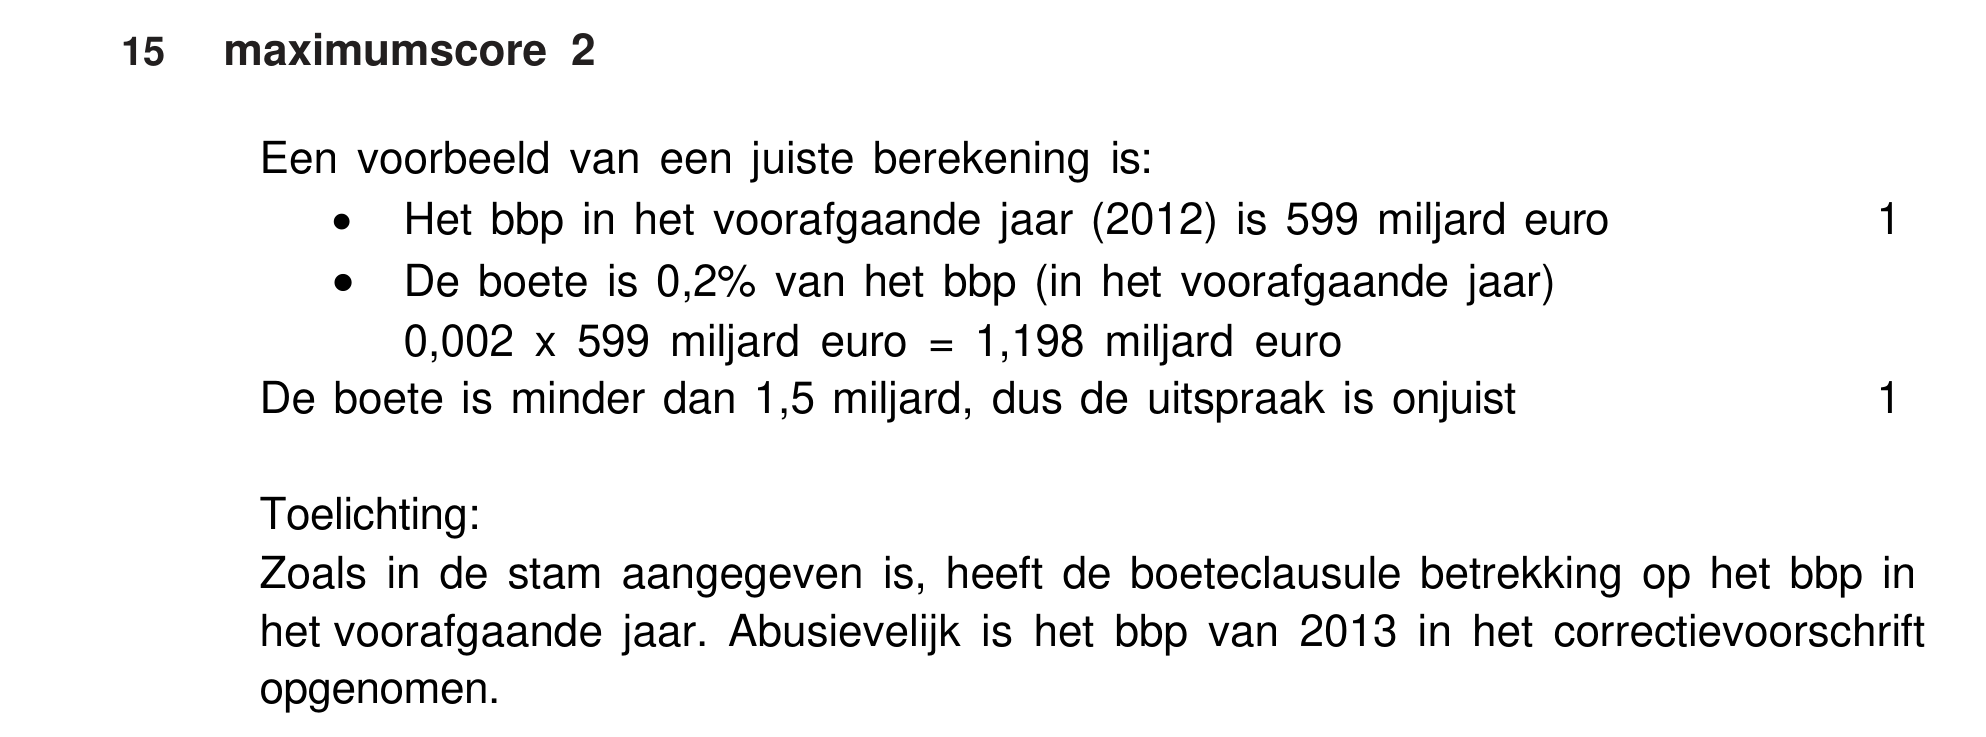 15 maximumscore 2
Een voorbeeld van een juiste berekening is:
• Het bbp in het voorafgaande jaar (2012) is 599 miljard euro 1
• De boete is 0,2% van het bbp (in het voorafgaande jaar)
0,002 x 599 miljard euro = 1,198 miljard euro
De boete is minder dan 1,5 miljard, dus de uitspraak is onjuist 1
Toelichting:
Zoals in de stam aangegeven is, heeft de boeteclausule betrekking op het bbp in
het voorafgaande jaar. Abusievelijk is het bbp van 2013 in het correctievoorschrift
opgenomen.